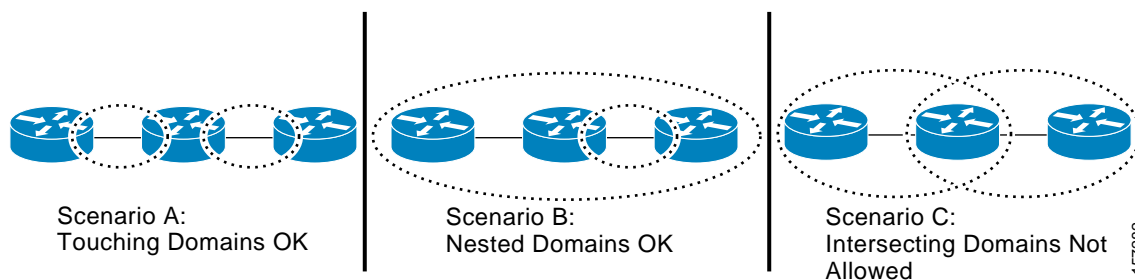 Scenario A:
Touching Domains OK
Scenario B:
Nested Domains OK
Scenario C:
Intersecting Domains Not
Allowed